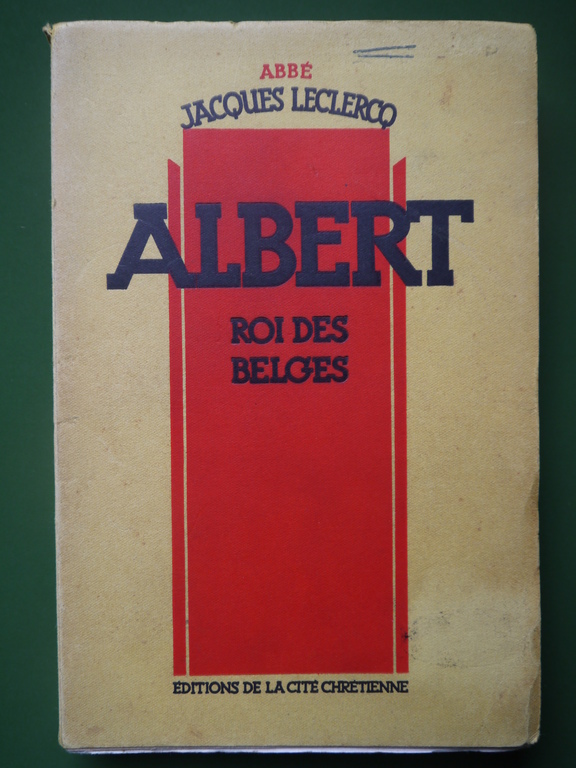 ABBÉ
JACQUES LECLERCQ
ALBERT
ROI DES
BELGES
ÉDITIONS DE LA CITÉ CHRÉTIENNE